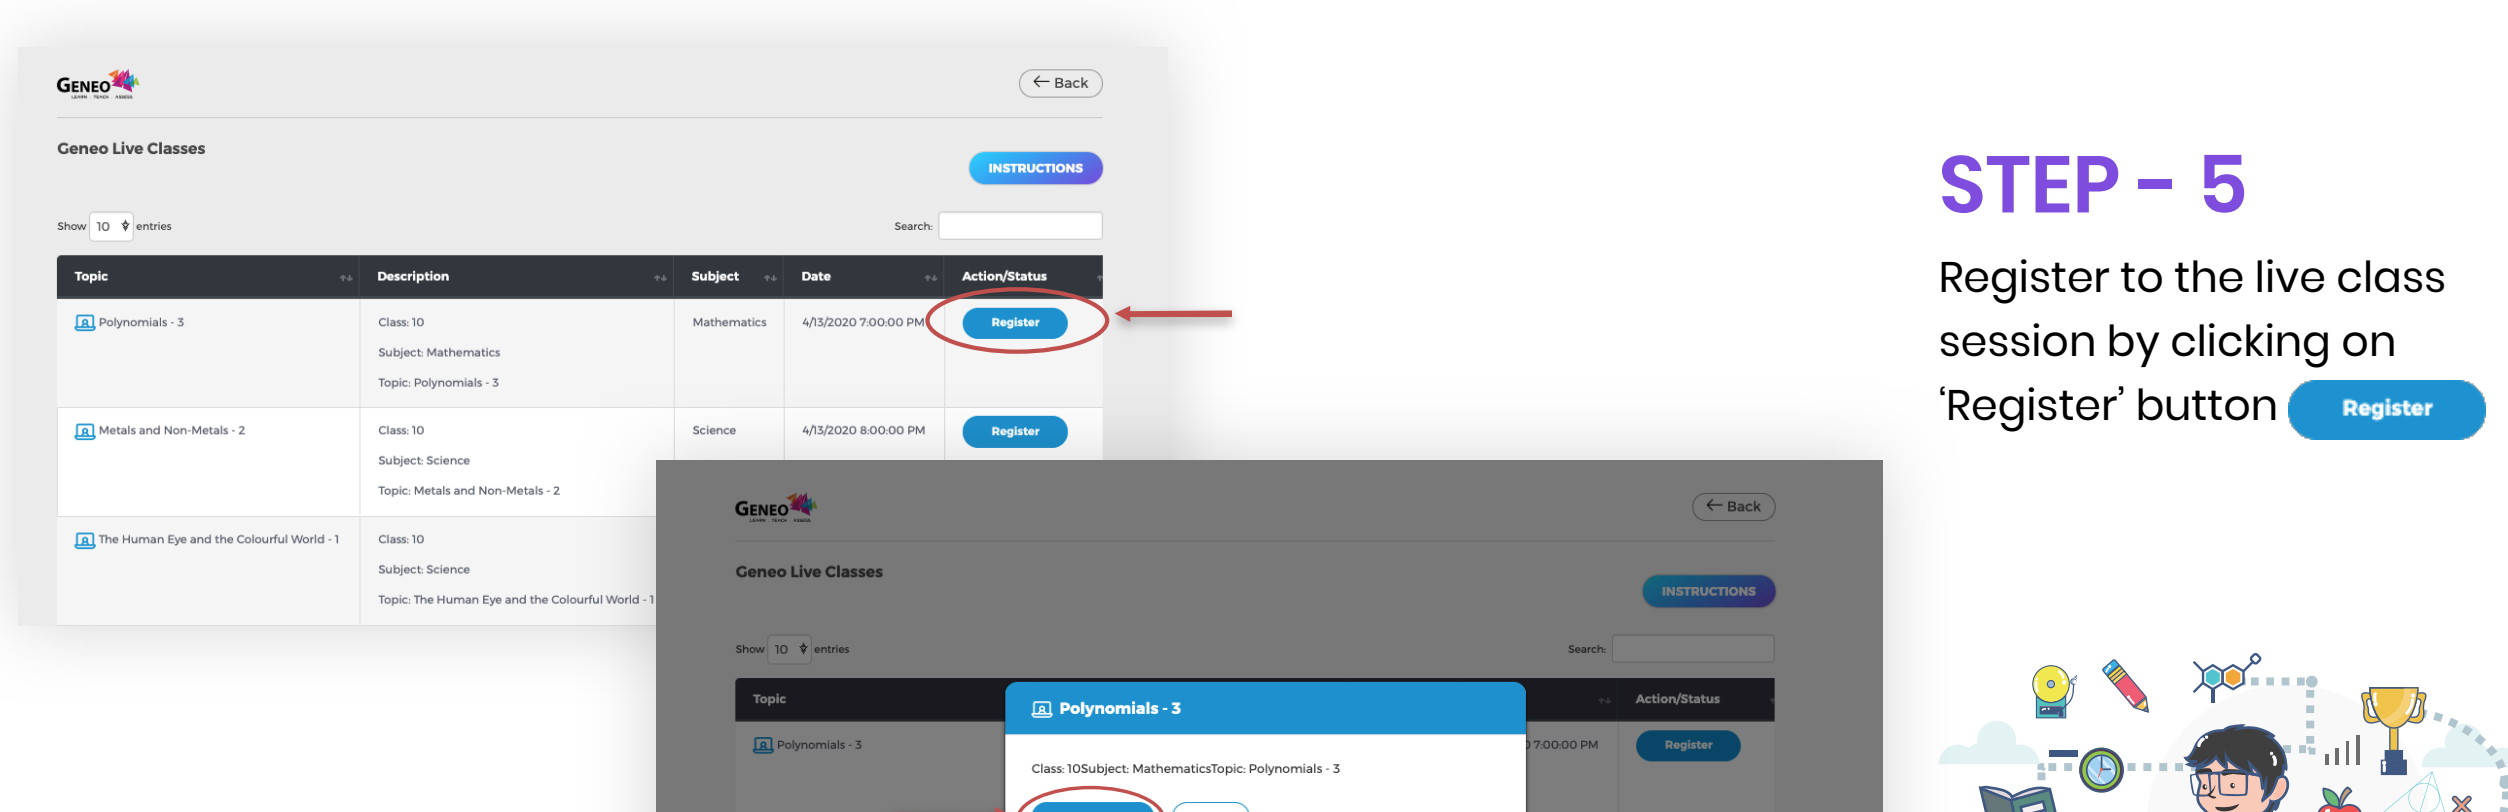 GENEO
LEARN . TEACH . ASSESS
← Back
Geneo Live Classes
INSTRUCTIONS
Show 10 entries Search:
Topic Description Subject Date Action/Status
Polynomials - 3 Class: 10 Mathematics 4/13/2020 7:00:00 PM Register
Subject: Mathematics
Topic: Polynomials - 3
Metals and Non-Metals - 2 Class: 10 Science 4/13/2020 8:00:00 PM Register
Subject: Science
Topic: Metals and Non-Metals - 2
The Human Eye and the Colourful World - 1 Class: 10
Subject: Science
Topic: The Human Eye and the Colourful World - 1
GENEO
LEARN . TEACH . ASSESS
← Back
Geneo Live Classes
INSTRUCTIONS
Show 10 entries Search:
Topic Action/Status
Polynomials - 3 7:00:00 PM Register
Polynomials - 3
Class: 10Subject: MathematicsTopic: Polynomials - 3
STEP - 5
Register to the live class
session by clicking on
‘Register’ button Register